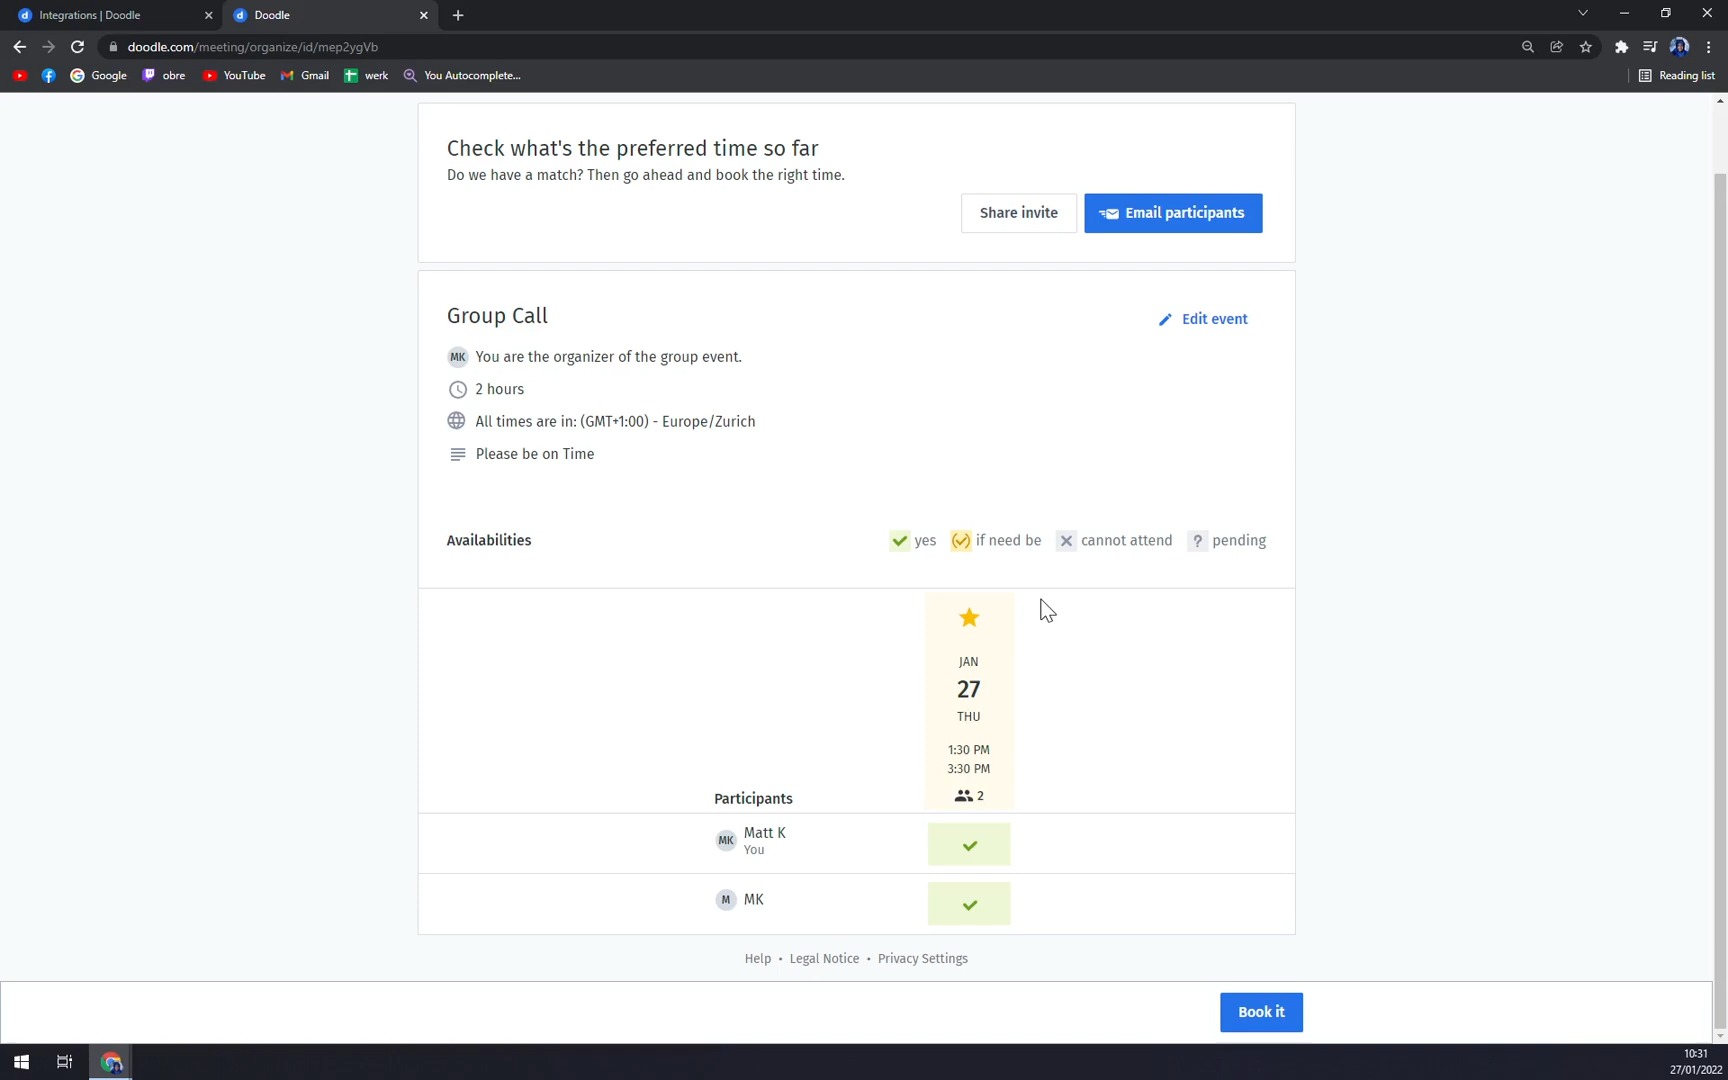 Integrations | Doodle
Doodle
doodle.com/meeting/organize/id/mep2ygVb
Google
obre
YouTube
Gmail
werk
You Autocomplete...
Reading list
Check what's the preferred time so far
Do we have a match? Then go ahead and book the right time.
Share invite
Email participants
Group Call
Edit event
MK You are the organizer of the group event.
2 hours
All times are in: (GMT+1:00) - Europe/Zurich
Please be on Time
Availabilities
yes
if need be
cannot attend
? pending
JAN
27
THU
1:30 PM
3:30 PM
Participants
2
MK Matt K
You
M MK
Help • Legal Notice • Privacy Settings
Book it
10:31
27/01/2022